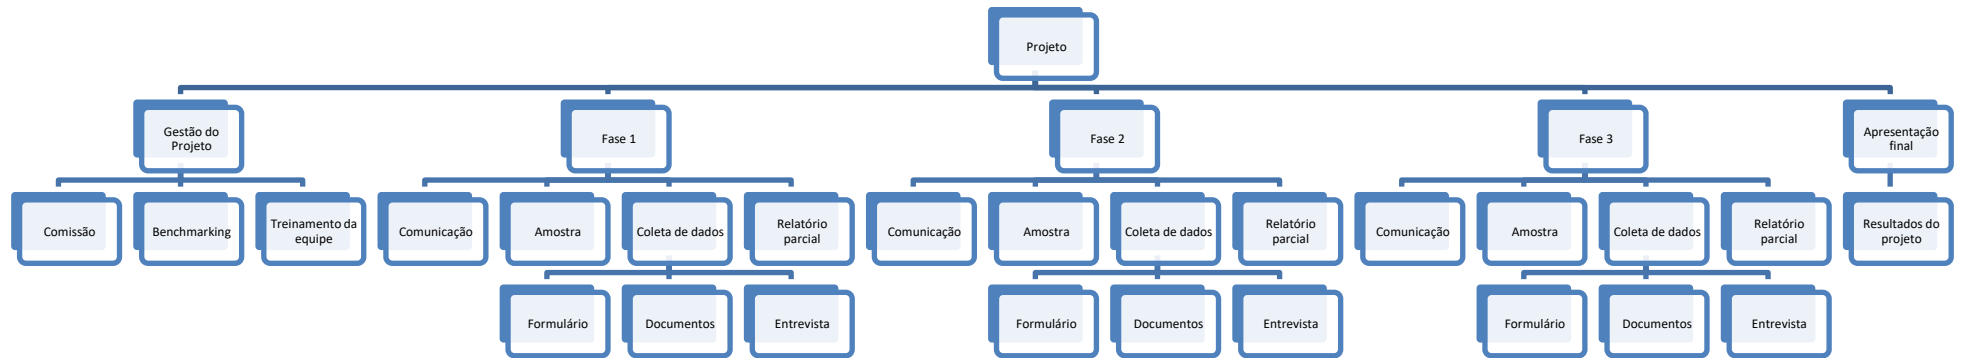 Projeto
Gestão do
Projeto
Fase 1
Fase 2
Fase 3
Apresentação
final
Comissão
Benchmarking
Treinamento da
equipe
Comunicação
Amostra
Coleta de dados
Relatório
parcial
Comunicação
Amostra
Coleta de dados
Relatório
parcial
Comunicação
Amostra
Coleta de dados
Relatório
parcial
Resultados do
projeto
Formulário
Documentos
Entrevista
Formulário
Documentos
Entrevista
Formulário
Documentos
Entrevista